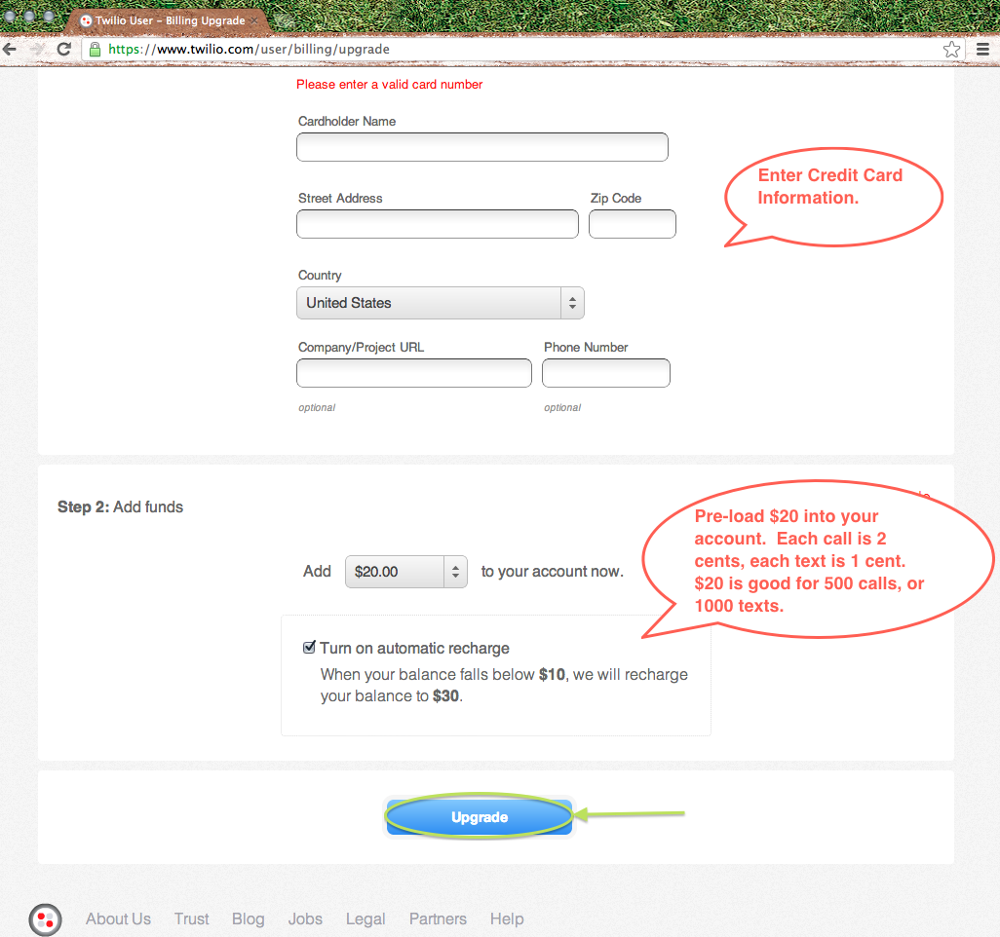 Twilio User – Billing Upgrade
https://www.twilio.com/user/billing/upgrade
Please enter a valid card number
Cardholder Name
Enter Credit Card
Information.
Street Address Zip Code
Country
United States
Company/Project URL Phone Number
optional optional
Step 2: Add funds
Pre-load $20 into your
account. Each call is 2
cents, each text is 1 cent.
$20 is good for 500 calls, or
1000 texts.
Add $20.00 to your account now.
Turn on automatic recharge
When your balance falls below $10, we will recharge
your balance to $30.
Upgrade
About Us Trust Blog Jobs Legal Partners Help